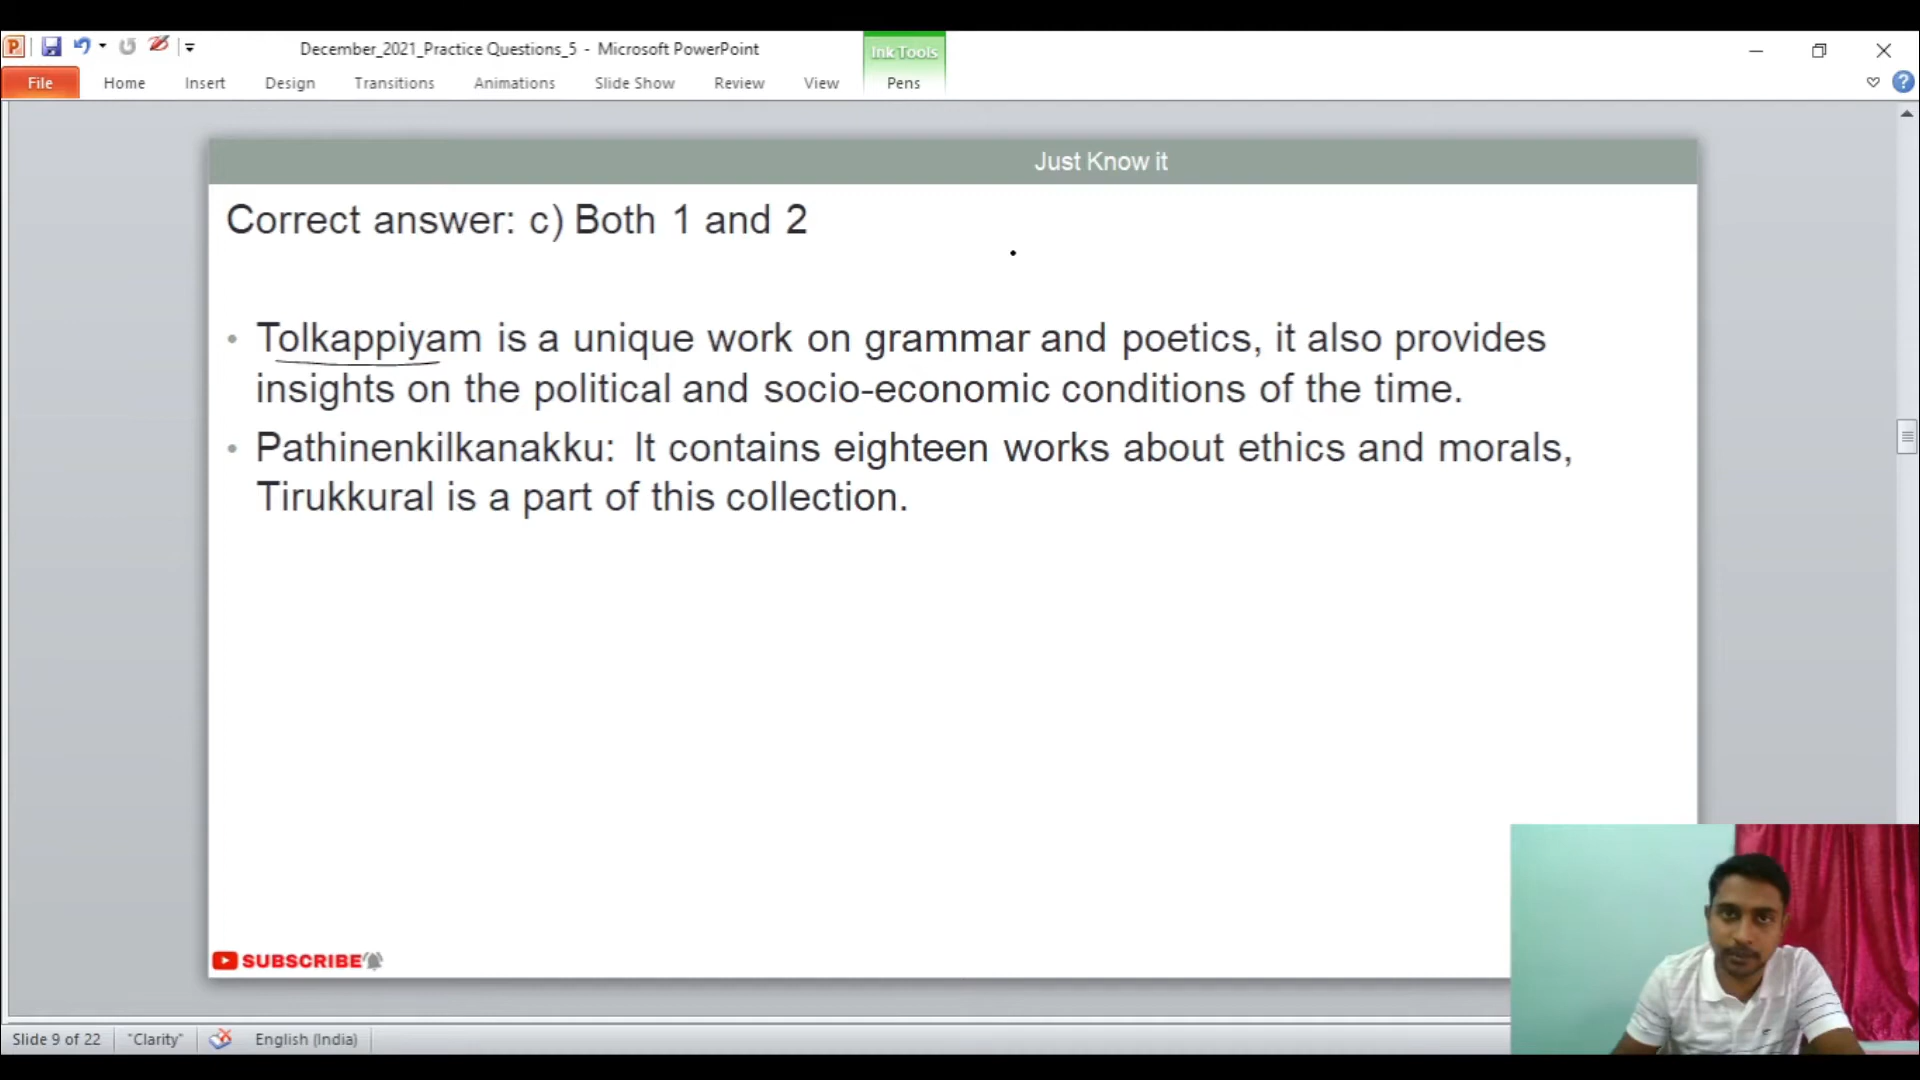 December_2021_Practice Questions_5 - Microsoft PowerPoint
Ink Tools
File Home Insert Design Transitions Animations Slide Show Review View Pens
Just Know it
Correct answer: c) Both 1 and 2
• Tolkappiyam is a unique work on grammar and poetics, it also provides
insights on the political and socio-economic conditions of the time.
• Pathinenkilkanakku: It contains eighteen works about ethics and morals,
Tirukkural is a part of this collection.
SUBSCRIBE
Slide 9 of 22 "Clarity" English (India)